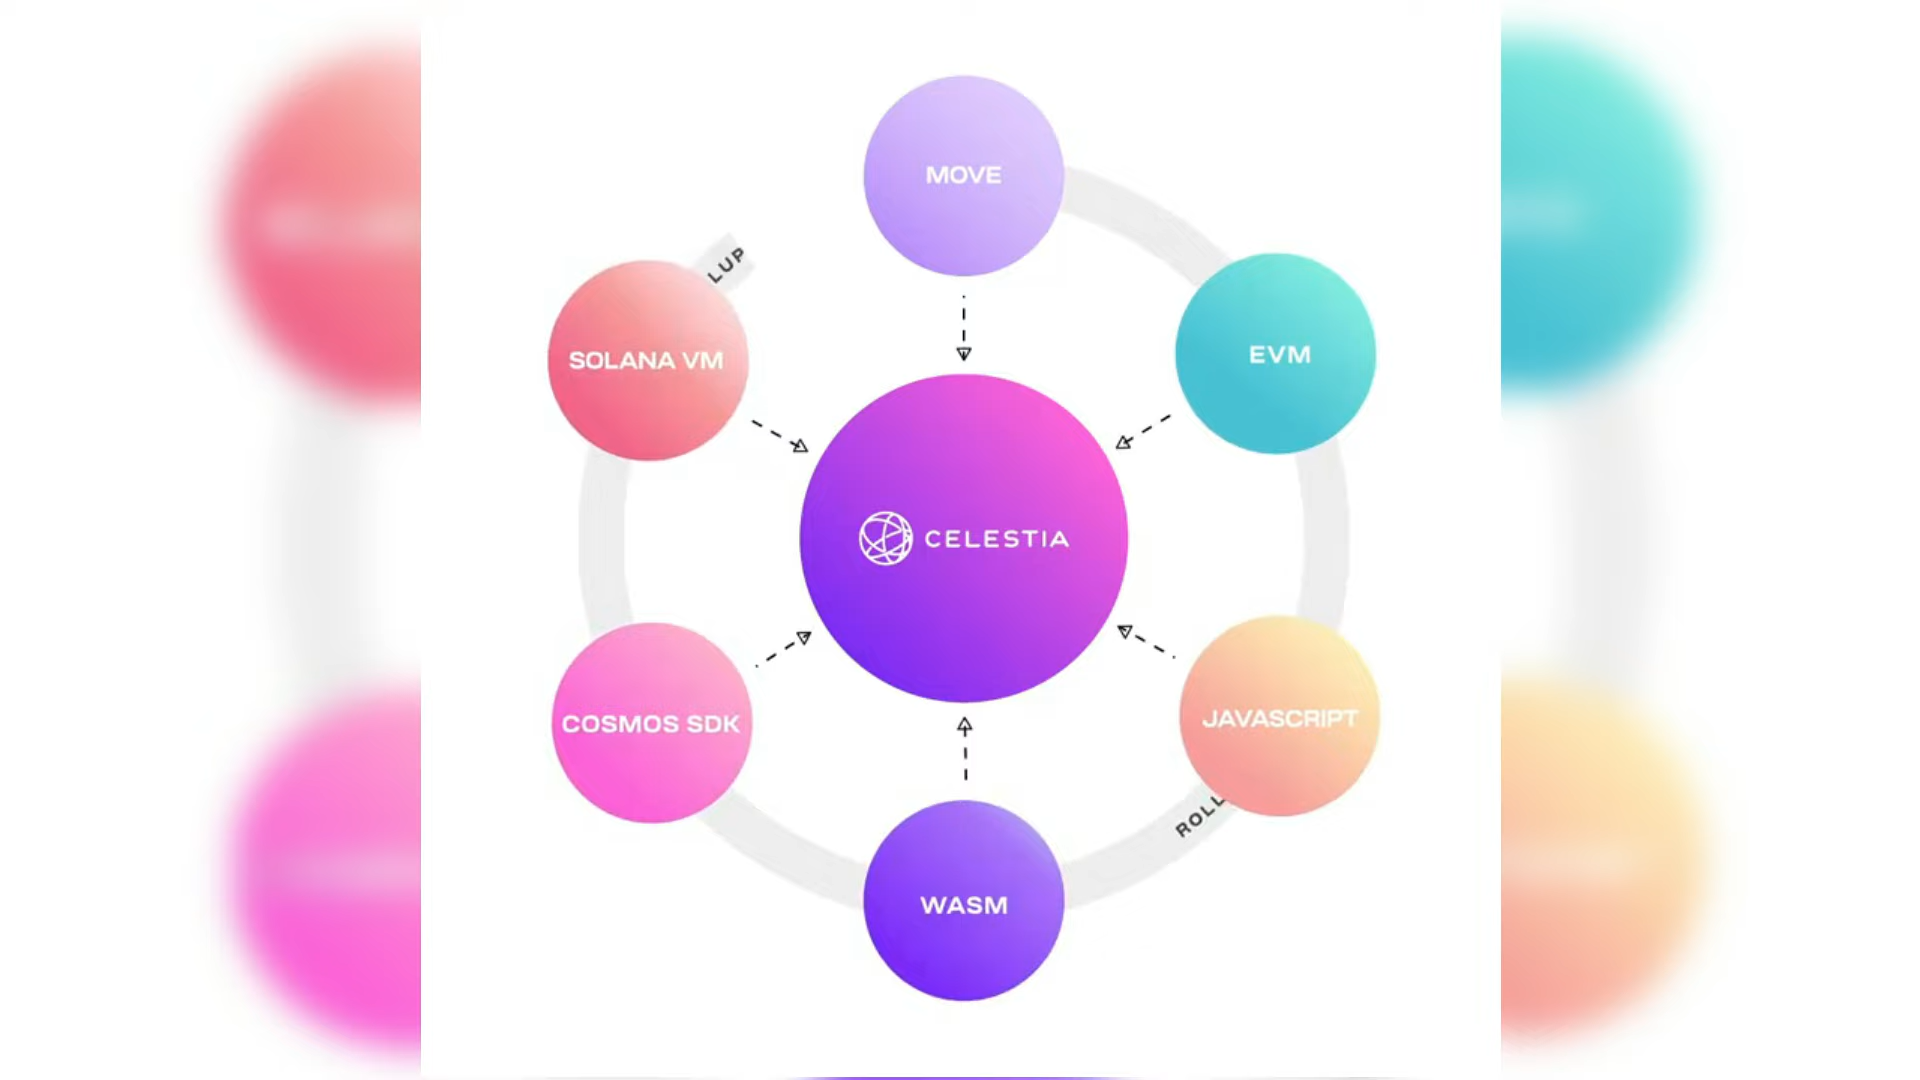 MOVE
LUP
SOLANA VM
EVM
CELESTIA
COSMOS SDK
JAVASCRIPT
ROLL
WASM